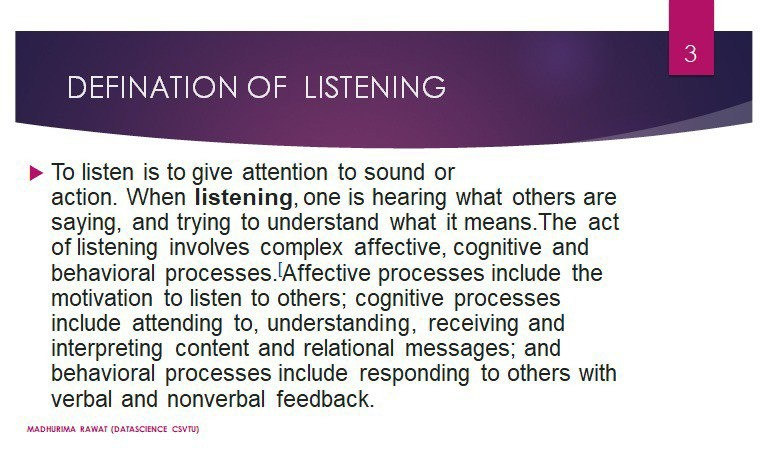 3
DEFINATION OF LISTENING
To listen is to give attention to sound or
action. When listening, one is hearing what others are
saying, and trying to understand what it means.The act
of listening involves complex affective, cognitive and
behavioral processes.[Affective processes include the
motivation to listen to others; cognitive processes
include attending to, understanding, receiving and
interpreting content and relational messages; and
behavioral processes include responding to others with
verbal and nonverbal feedback.
MADHURIMA RAWAT (DATASCIENCE CSVTU)